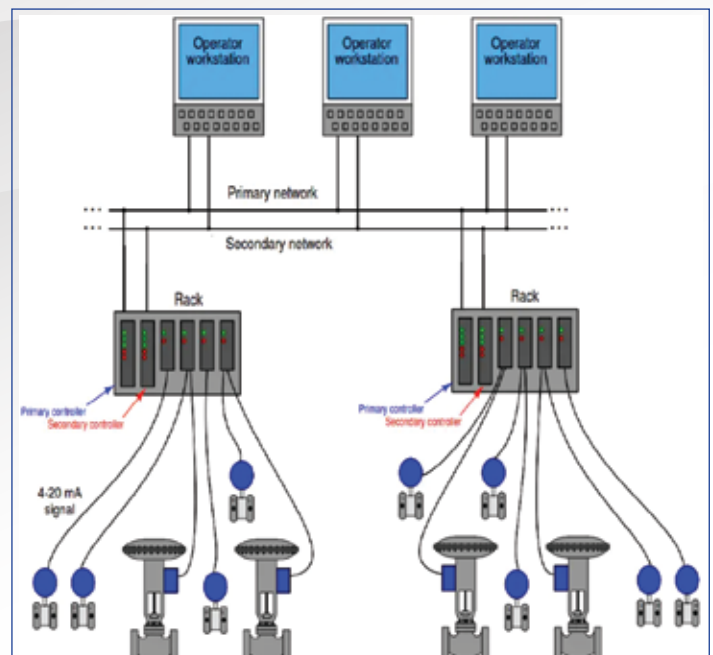 Operator
workstation
Operator
workstation
Operator
workstation
Primary network
Secondary network
Rack
Rack
Primary controller
Secondary controller
Primary controller
Secondary controller
4-20 mA
signal